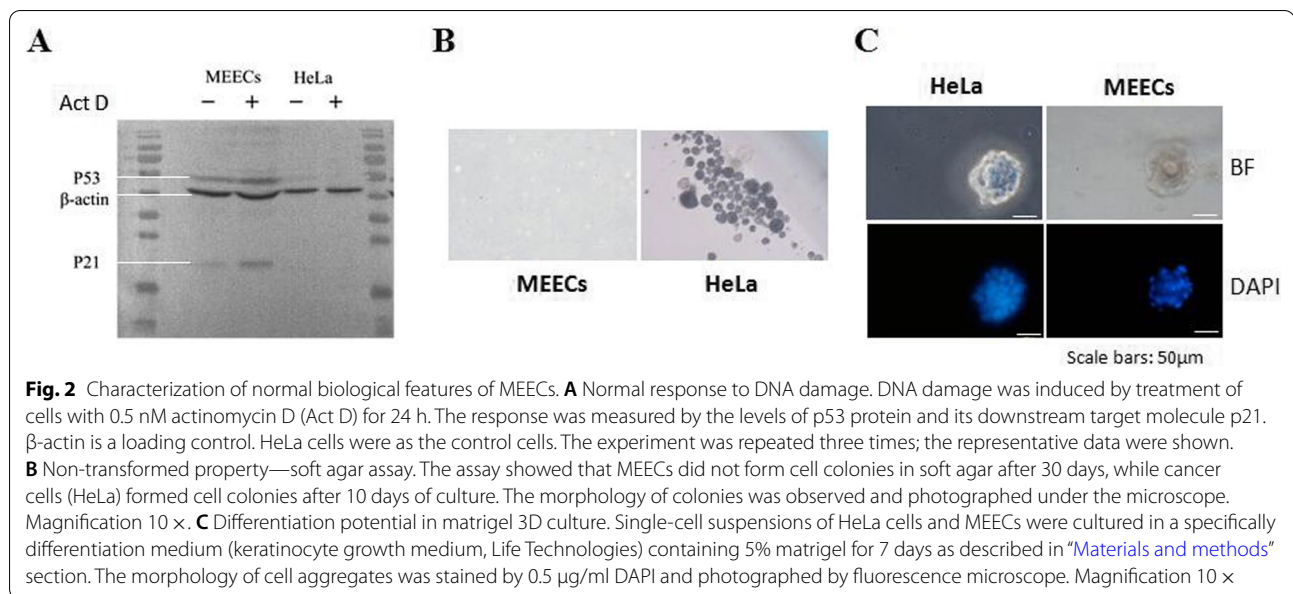 A
B
C
MEECs HeLa
Act D − + − +
P53
β-actin
P21
MEECs
HeLa
HeLa
MEECs
BF
DAPI
Scale bars: 50μm
Fig. 2 Characterization of normal biological features of MEECs. A Normal response to DNA damage. DNA damage was induced by treatment of
cells with 0.5 nM actinomycin D (Act D) for 24 h. The response was measured by the levels of p53 protein and its downstream target molecule p21.
β-actin is a loading control. HeLa cells were as the control cells. The experiment was repeated three times; the representative data were shown.
B Non-transformed property—soft agar assay. The assay showed that MEECs did not form cell colonies in soft agar after 30 days, while cancer
cells (HeLa) formed cell colonies after 10 days of culture. The morphology of colonies was observed and photographed under the microscope.
Magnification 10 ×. C Differentiation potential in matrigel 3D culture. Single-cell suspensions of HeLa cells and MEECs were cultured in a specifically
differentiation medium (keratinocyte growth medium, Life Technologies) containing 5% matrigel for 7 days as described in “Materials and methods”
section. The morphology of cell aggregates was stained by 0.5 μg/ml DAPI and photographed by fluorescence microscope. Magnification 10 ×